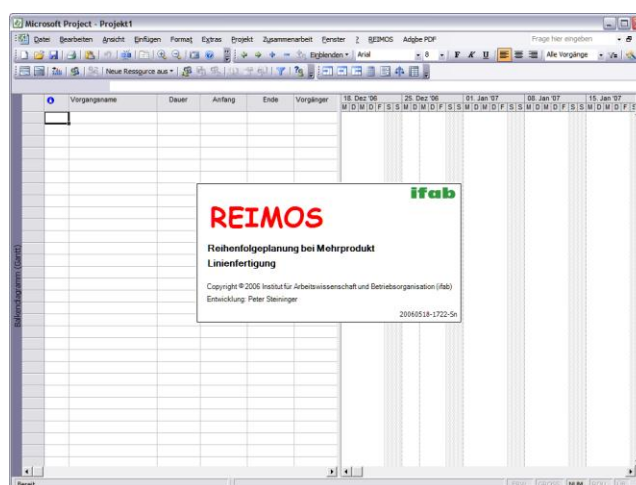 Microsoft Project - Projekt1
Datei Bearbeiten Ansicht Einfügen Format Extras Projekt Zusammenarbeit Fenster ? REIMOS Adobe PDF Frage hier eingeben
Einblenden Arial 8 F K U Alle Vorgänge
Neue Ressource aus
Vorgangsname Dauer Anfang Ende Vorgänger
18. Dez '06 25. Dez '06 01. Jan '07 08. Jan '07 15. Jan '07
M D M D F S S M D M D F S S M D M D F S S M D M D F S S M D M D F S
Balkendiagramm (Gantt)
ifab
REIMOS
Reihenfolgeplanung bei Mehrprodukt
Linienfertigung
Copyright © 2006 Institut für Arbeitswissenschaft und Betriebsorganisation (ifab)
Entwicklung: Peter Steininger
20060518-1722-Sn
Bereit